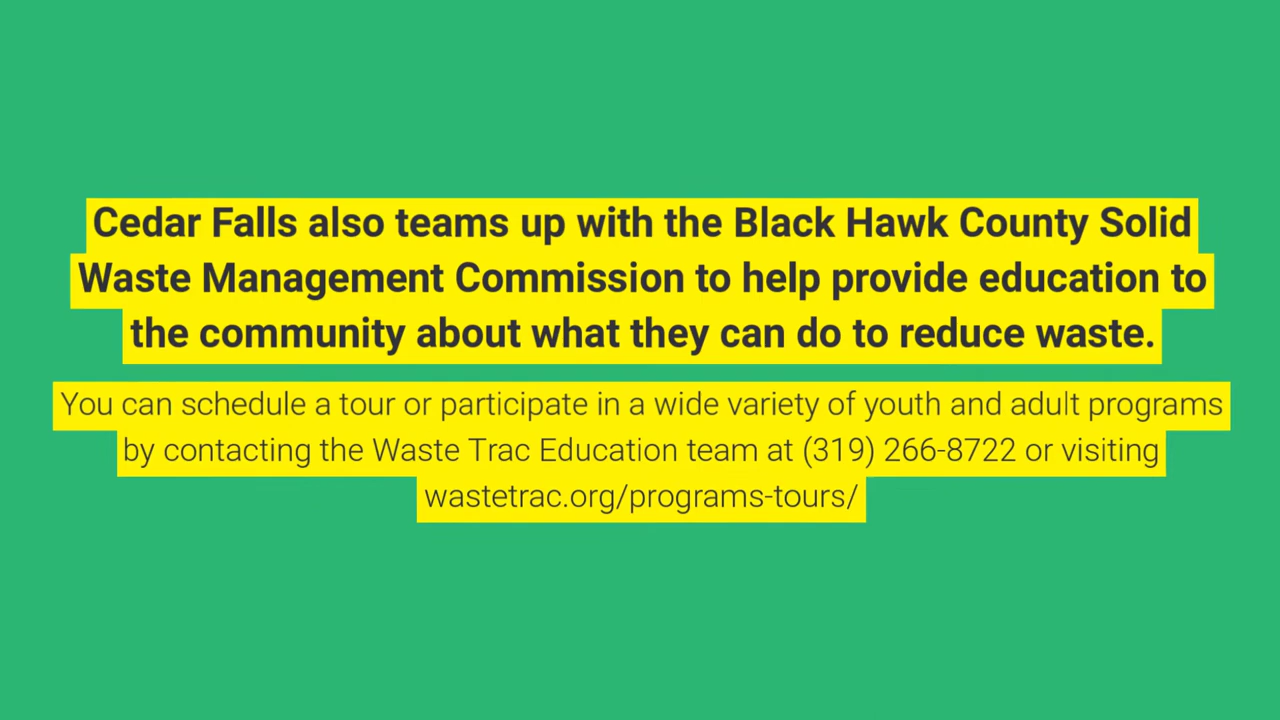 Cedar Falls also teams up with the Black Hawk County Solid
Waste Management Commission to help provide education to
the community about what they can do to reduce waste.
You can schedule a tour or participate in a wide variety of youth and adult programs
by contacting the Waste Trac Education team at (319) 266-8722 or visiting
wastetrac.org/programs-tours/